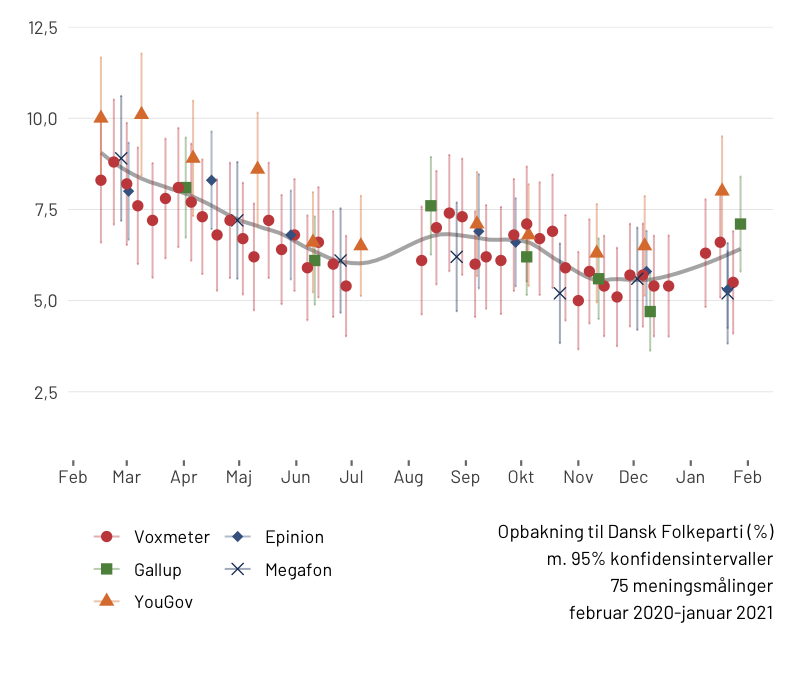 12,5
10,0
7,5
5,0
2,5
Feb Mar Apr Maj Jun Jul Aug Sep Okt Nov Dec Jan Feb
Voxmeter Epinion
Gallup Megafon
YouGov
Opbakning til Dansk Folkeparti (%)
m. 95% konfidensintervaller
75 meningsmålinger
februar 2020-januar 2021